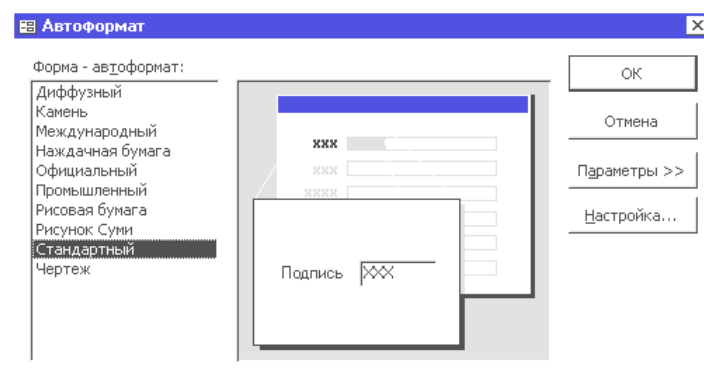 Автоформат
Форма - автоформат:
Диффузный
Камень
Международный
Наждачная бумага
Официальный
Промышленный
Рисовая бумага
Рисунок Суми
Стандартный
Чертеж
xxx
xxx
xxxx
Подпись XXX
ОК
Отмена
Параметры >>
Настройка...